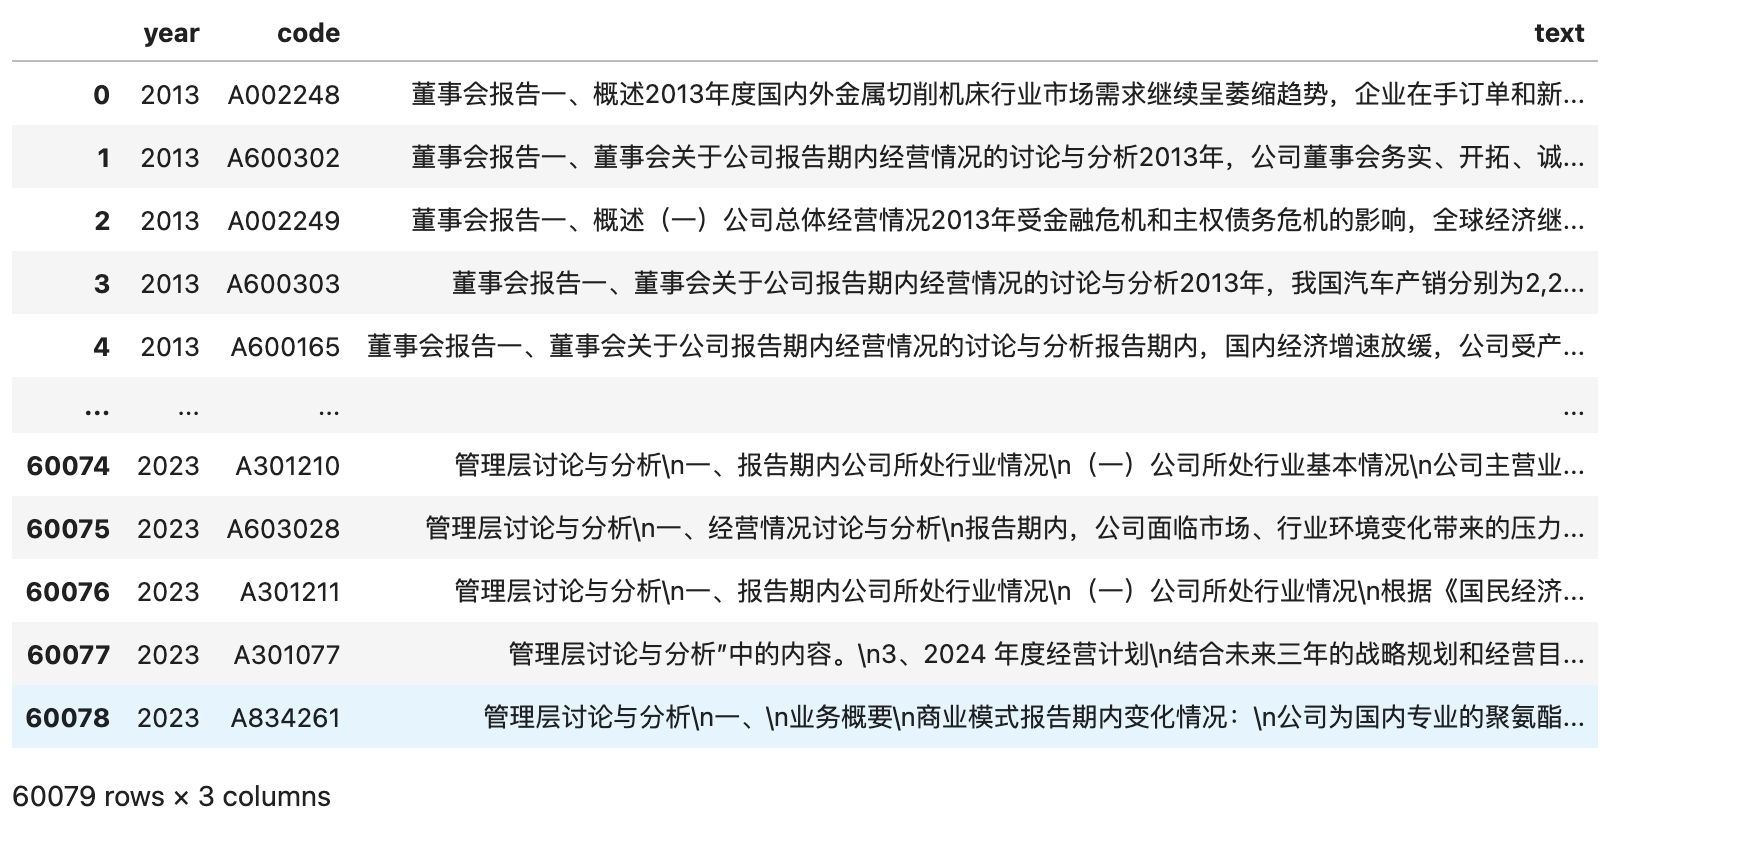 year code text
0 2013 A002248 董事会报告一、概述2013年度国内外金属切削机床行业市场需求继续呈萎缩趋势，企业在手订单和新...
1 2013 A600302 董事会报告一、董事会关于公司报告期内经营情况的讨论与分析2013年，公司董事会务实、开拓、诚...
2 2013 A002249 董事会报告一、概述（一）公司总体经营情况2013年受金融危机和主权债务危机的影响，全球经济继...
3 2013 A600303 董事会报告一、董事会关于公司报告期内经营情况的讨论与分析2013年，我国汽车产销分别为2,2...
4 2013 A600165 董事会报告一、董事会关于公司报告期内经营情况的讨论与分析报告期内，国内经济增速放缓，公司受产...
... ... ... ...
60074 2023 A301210 管理层讨论与分析\n一、报告期内公司所处行业情况\n（一）公司所处行业基本情况\n公司主营业...
60075 2023 A603028 管理层讨论与分析\n一、经营情况讨论与分析\n报告期内，公司面临市场、行业环境变化带来的压力...
60076 2023 A301211 管理层讨论与分析\n一、报告期内公司所处行业情况\n（一）公司所处行业情况\n根据《国民经济...
60077 2023 A301077 管理层讨论与分析”中的内容。\n3、2024 年度经营计划\n结合未来三年的战略规划和经营目...
60078 2023 A834261 管理层讨论与分析\n一、\n业务概要\n商业模式报告期内变化情况：\n公司为国内专业的聚氨酯...
60079 rows × 3 columns